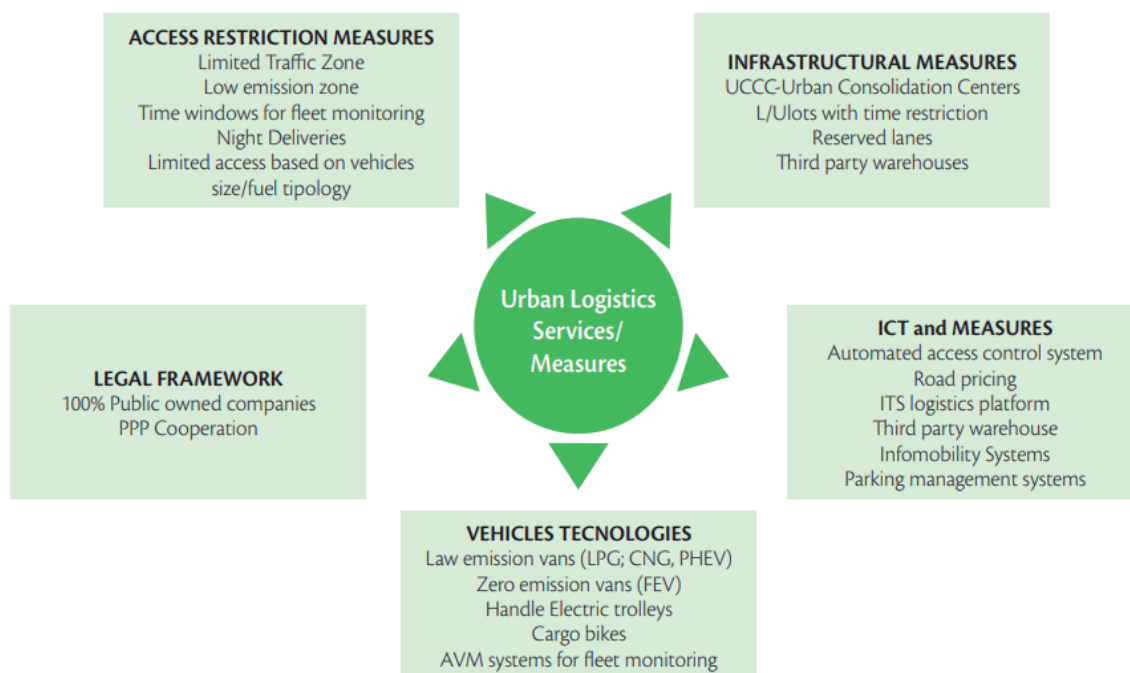 ACCESS RESTRICTION MEASURES
Limited Traffic Zone
Low emission zone
Time windows for fleet monitoring
Night Deliveries
Limited access based on vehicles
size/fuel tipology
INFRASTRUCTURAL MEASURES
UCCC-Urban Consolidation Centers
L/Ulots with time restriction
Reserved lanes
Third party warehouses
Urban Logistics
Services/
Measures
LEGAL FRAMEWORK
100% Public owned companies
PPP Cooperation
ICT and MEASURES
Automated access control system
Road pricing
ITS logistics platform
Third party warehouse
Infomobility Systems
Parking management systems
VEHICLES TECNOLOGIES
Law emission vans (LPG; CNG, PHEV)
Zero emission vans (FEV)
Handle Electric trolleys
Cargo bikes
AVM systems for fleet monitoring